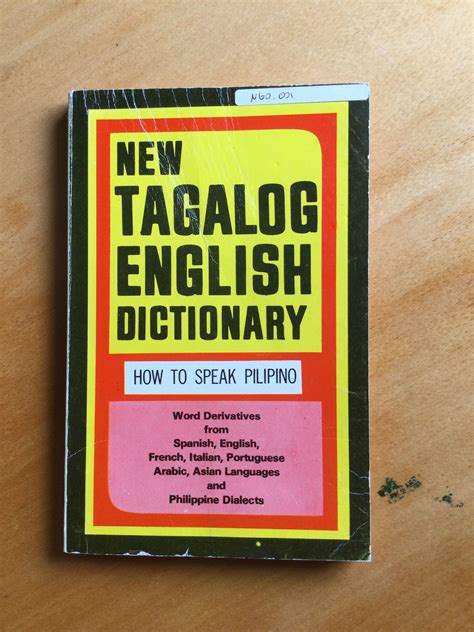 NEW
TAGALOG
ENGLISH
DICTIONARY
HOW TO SPEAK PILIPINO
Word Derivatives
from
Spanish, English,
French, Italian, Portuguese
Arabic, Asian Languages
and
Philippine Dialects